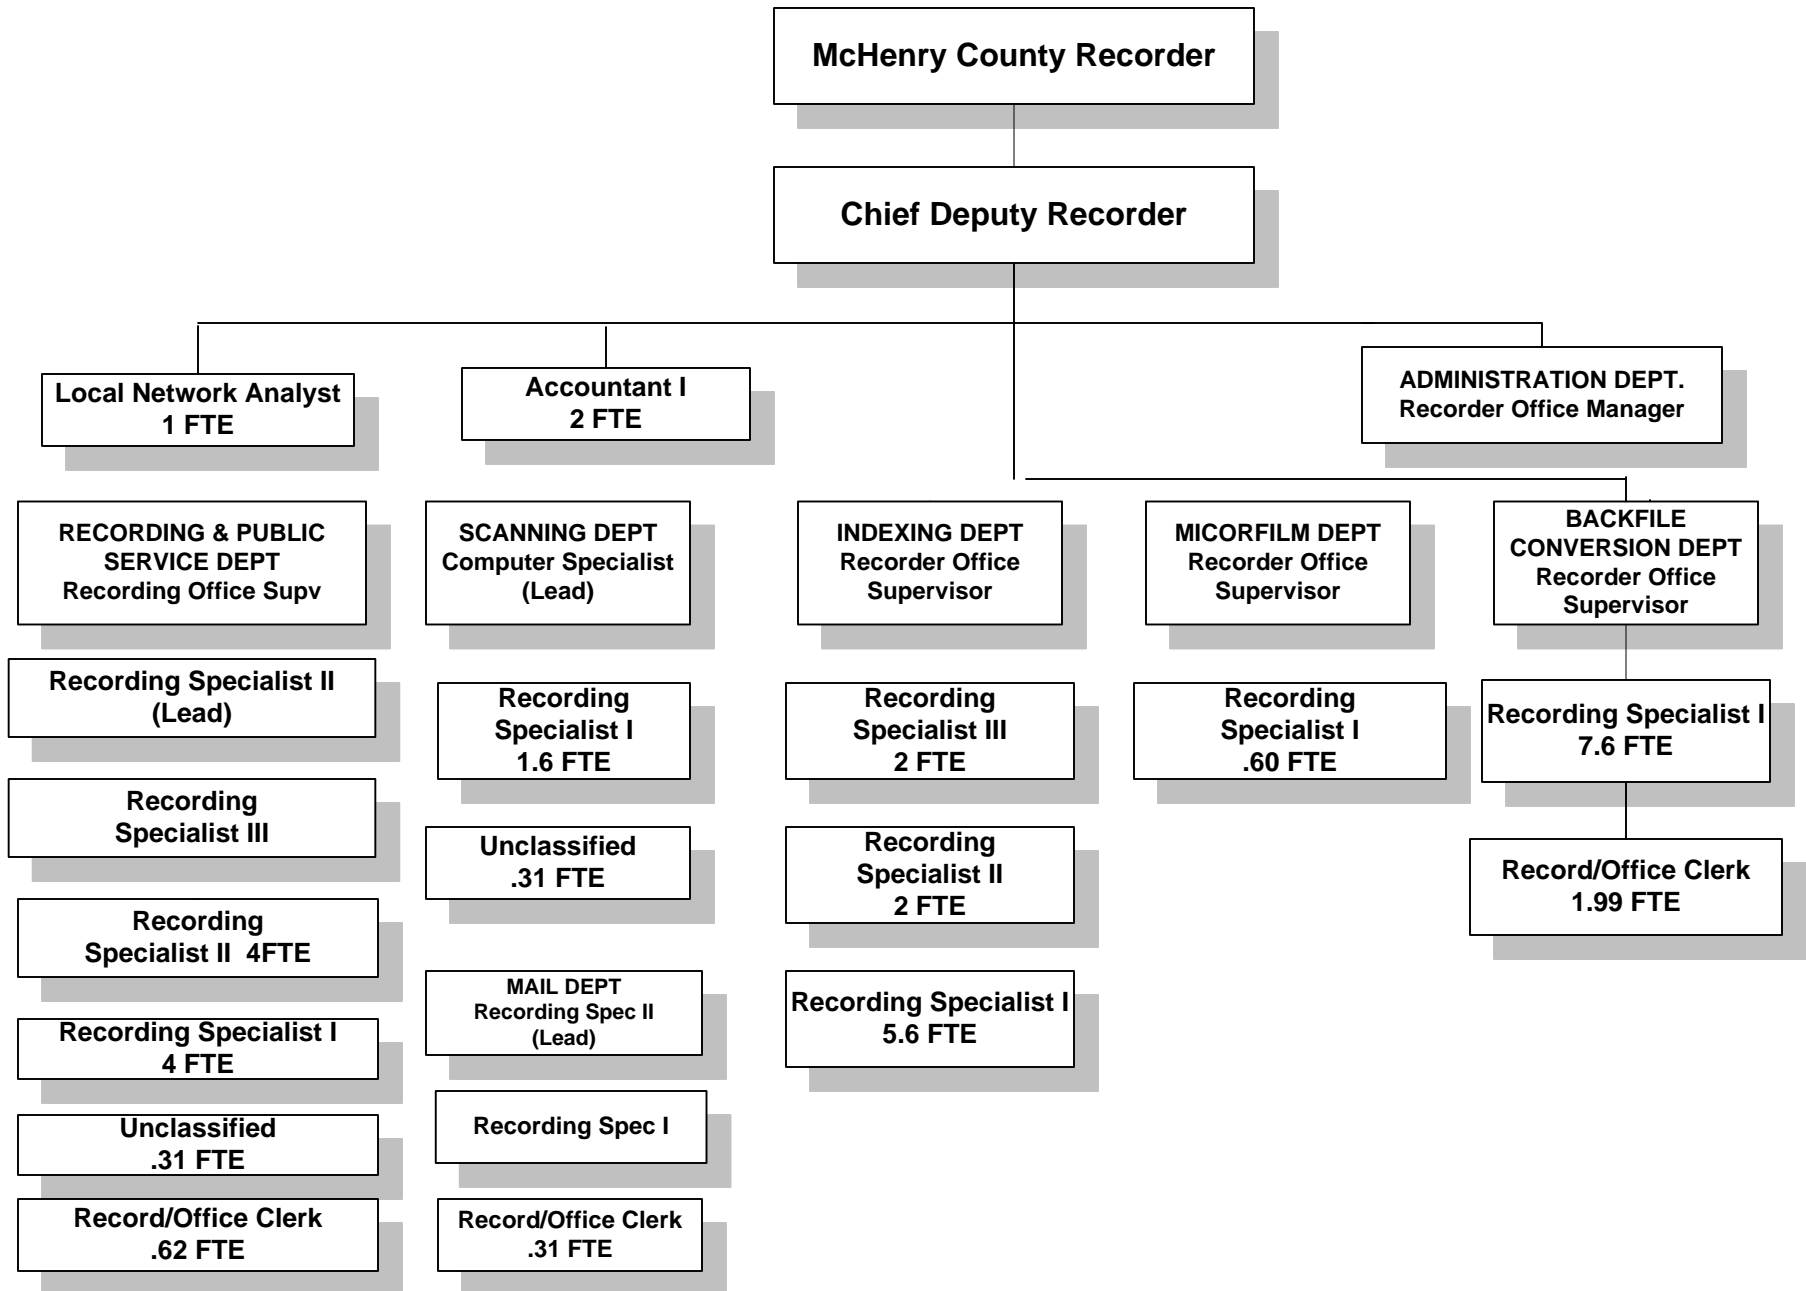 McHenry County Recorder
Chief Deputy Recorder
Local Network Analyst
1 FTE
Accountant I
2 FTE
ADMINISTRATION DEPT.
Recorder Office Manager
RECORDING & PUBLIC
SERVICE DEPT
Recording Office Supv
Recording Specialist II
(Lead)
Recording
Specialist III
Recording
Specialist II 4FTE
Recording Specialist I
4 FTE
Unclassified
.31 FTE
Record/Office Clerk
.62 FTE
SCANNING DEPT
Computer Specialist
(Lead)
Recording
Specialist I
1.6 FTE
Unclassified
.31 FTE
MAIL DEPT
Recording Spec II
(Lead)
Recording Spec I
Record/Office Clerk
.31 FTE
INDEXING DEPT
Recorder Office
Supervisor
Recording
Specialist III
2 FTE
Recording
Specialist II
2 FTE
Recording Specialist I
5.6 FTE
MICORFILM DEPT
Recorder Office
Supervisor
Recording
Specialist I
.60 FTE
BACKFILE
CONVERSION DEPT
Recorder Office
Supervisor
Recording Specialist I
7.6 FTE
Record/Office Clerk
1.99 FTE